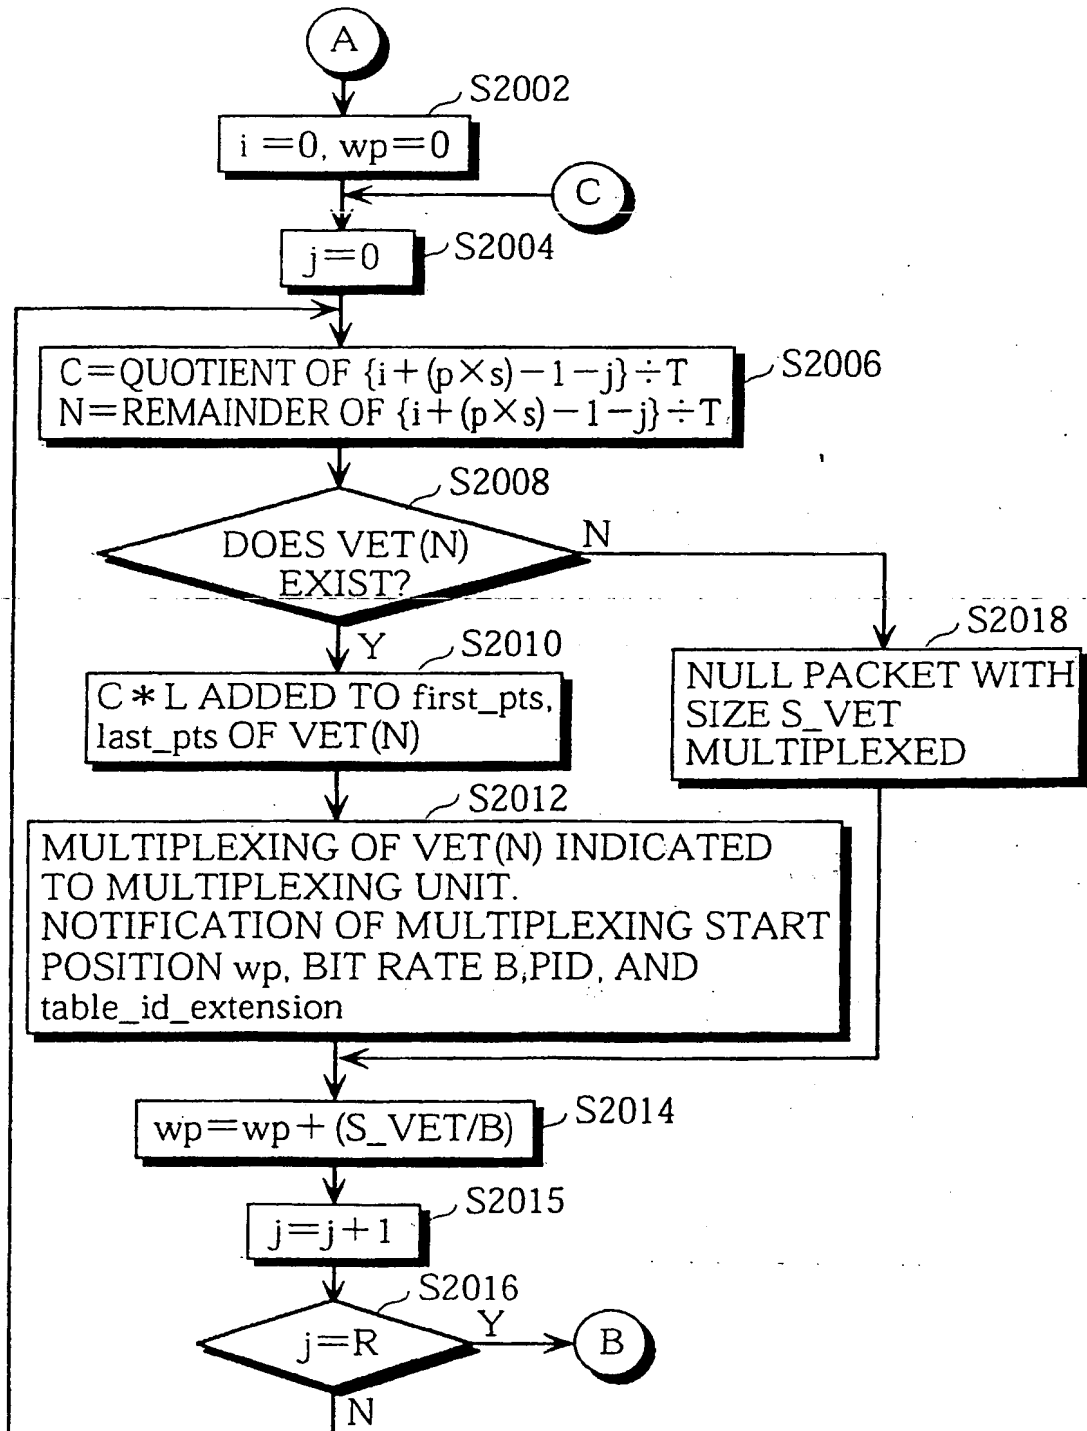 A
S2002
i=0, wp=0
C
S2004
j=0
S2006
C=QUOTIENT OF {i+(p×s)-1-j}÷T
N=REMAINDER OF {i+(p×s)-1-j}÷T
S2008
DOES VET(N)
EXIST?
N
Y
S2010
C*L ADDED TO first_pts,
last_pts OF VET(N)
S2018
NULL PACKET WITH
SIZE S_VET
MULTIPLEXED
S2012
MULTIPLEXING OF VET(N) INDICATED
TO MULTIPLEXING UNIT.
NOTIFICATION OF MULTIPLEXING START
POSITION wp, BIT RATE B,PID, AND
table_id_extension
S2014
wp=wp+(S_VET/B)
S2015
j=j+1
S2016
j=R
Y
B
N